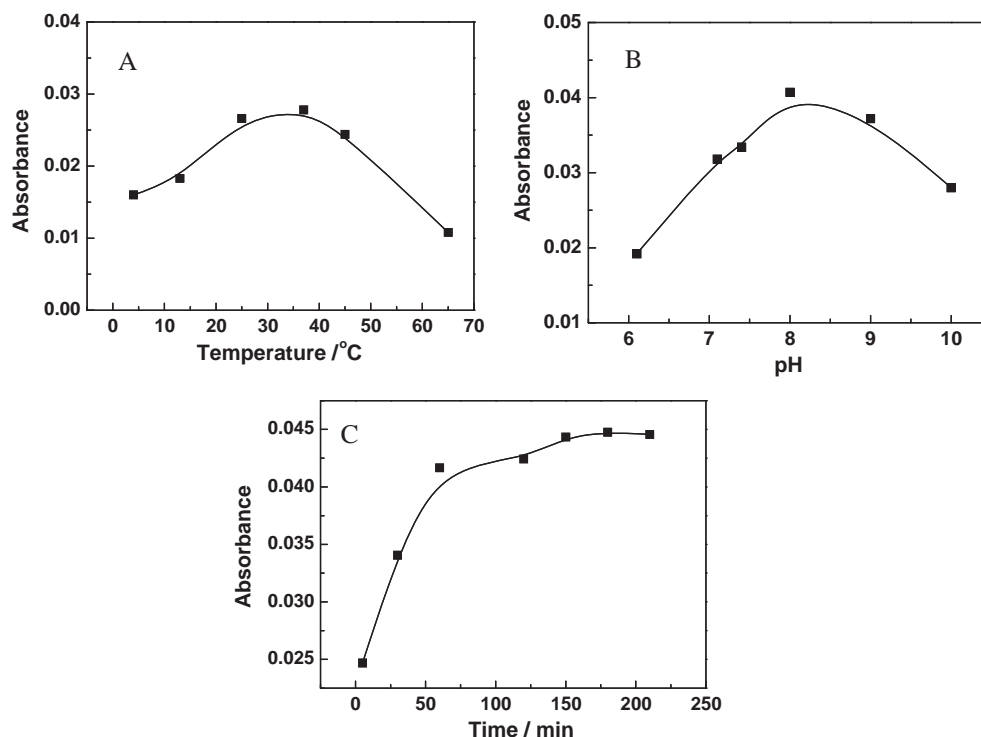 A
Absorbance
0.04
0.03
0.02
0.01
0.00
0 10 20 30 40 50 60 70
Temperature /°C
B
Absorbance
0.05
0.04
0.03
0.02
0.01
6 7 8 9 10
pH
C
Absorbance
0.045
0.040
0.035
0.030
0.025
0 50 100 150 200 250
Time / min